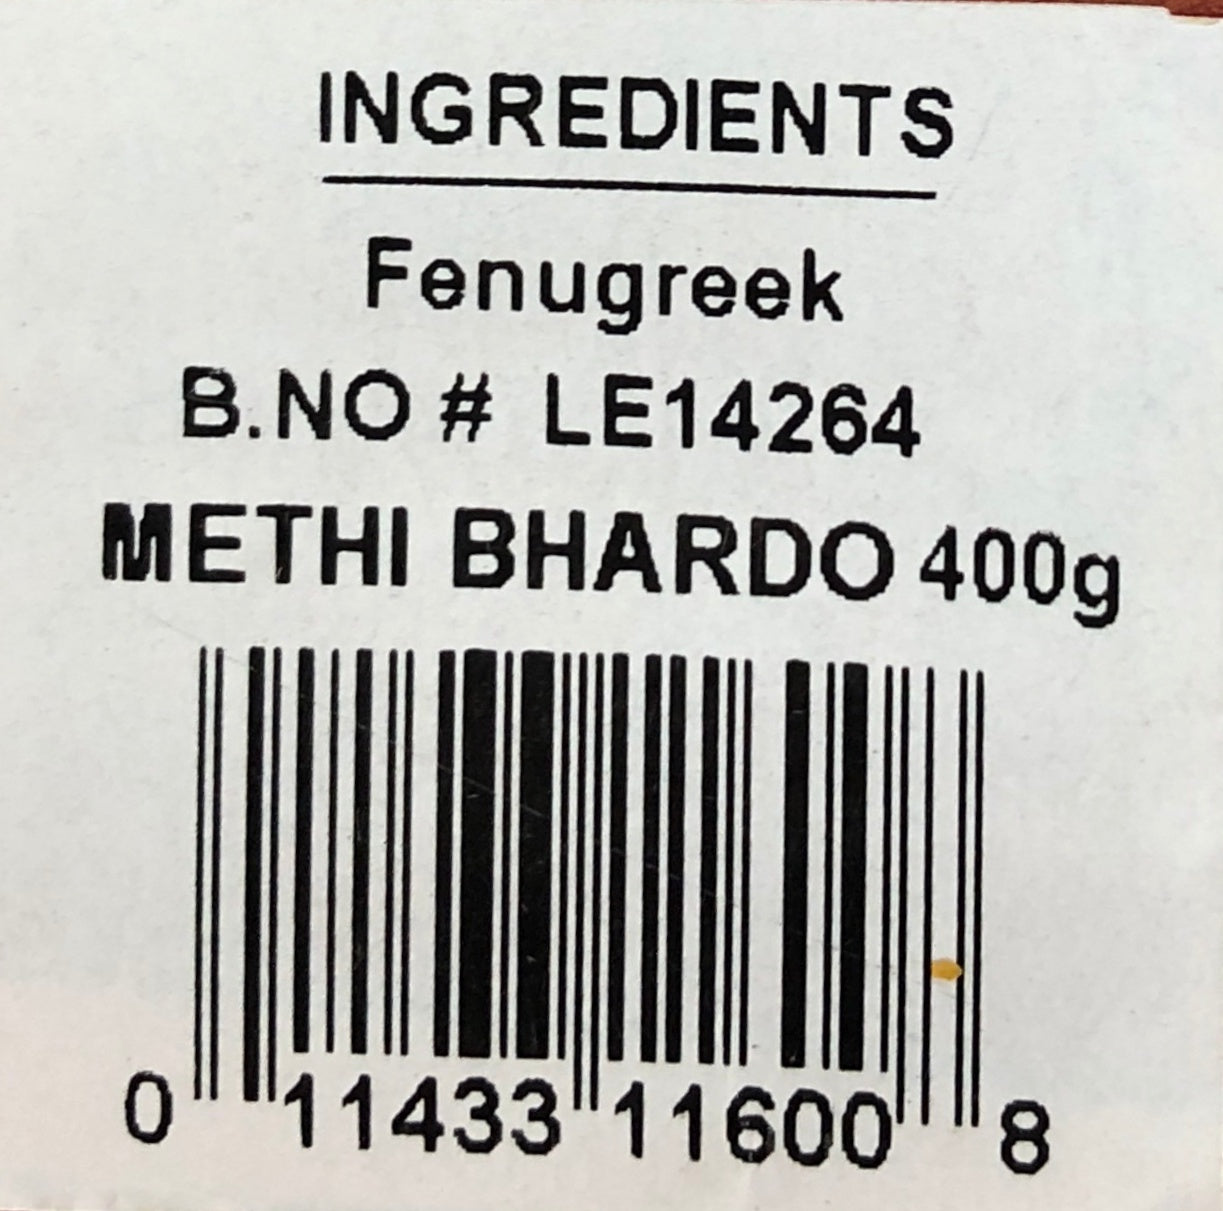 INGREDIENTS
Fenugreek
B.NO # LE14264
METHI BHARDO 400g
0 11433 11600 8